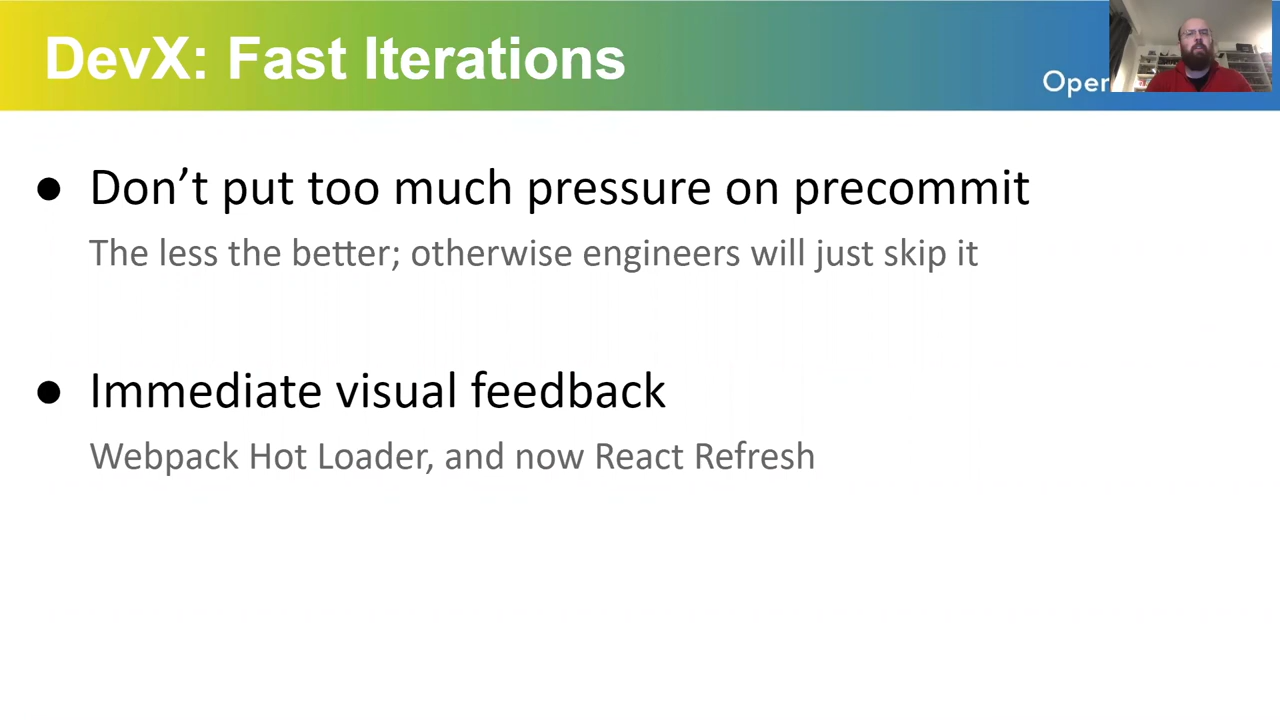 DevX: Fast Iterations
● Don’t put too much pressure on precommit
The less the better; otherwise engineers will just skip it
● Immediate visual feedback
Webpack Hot Loader, and now React Refresh